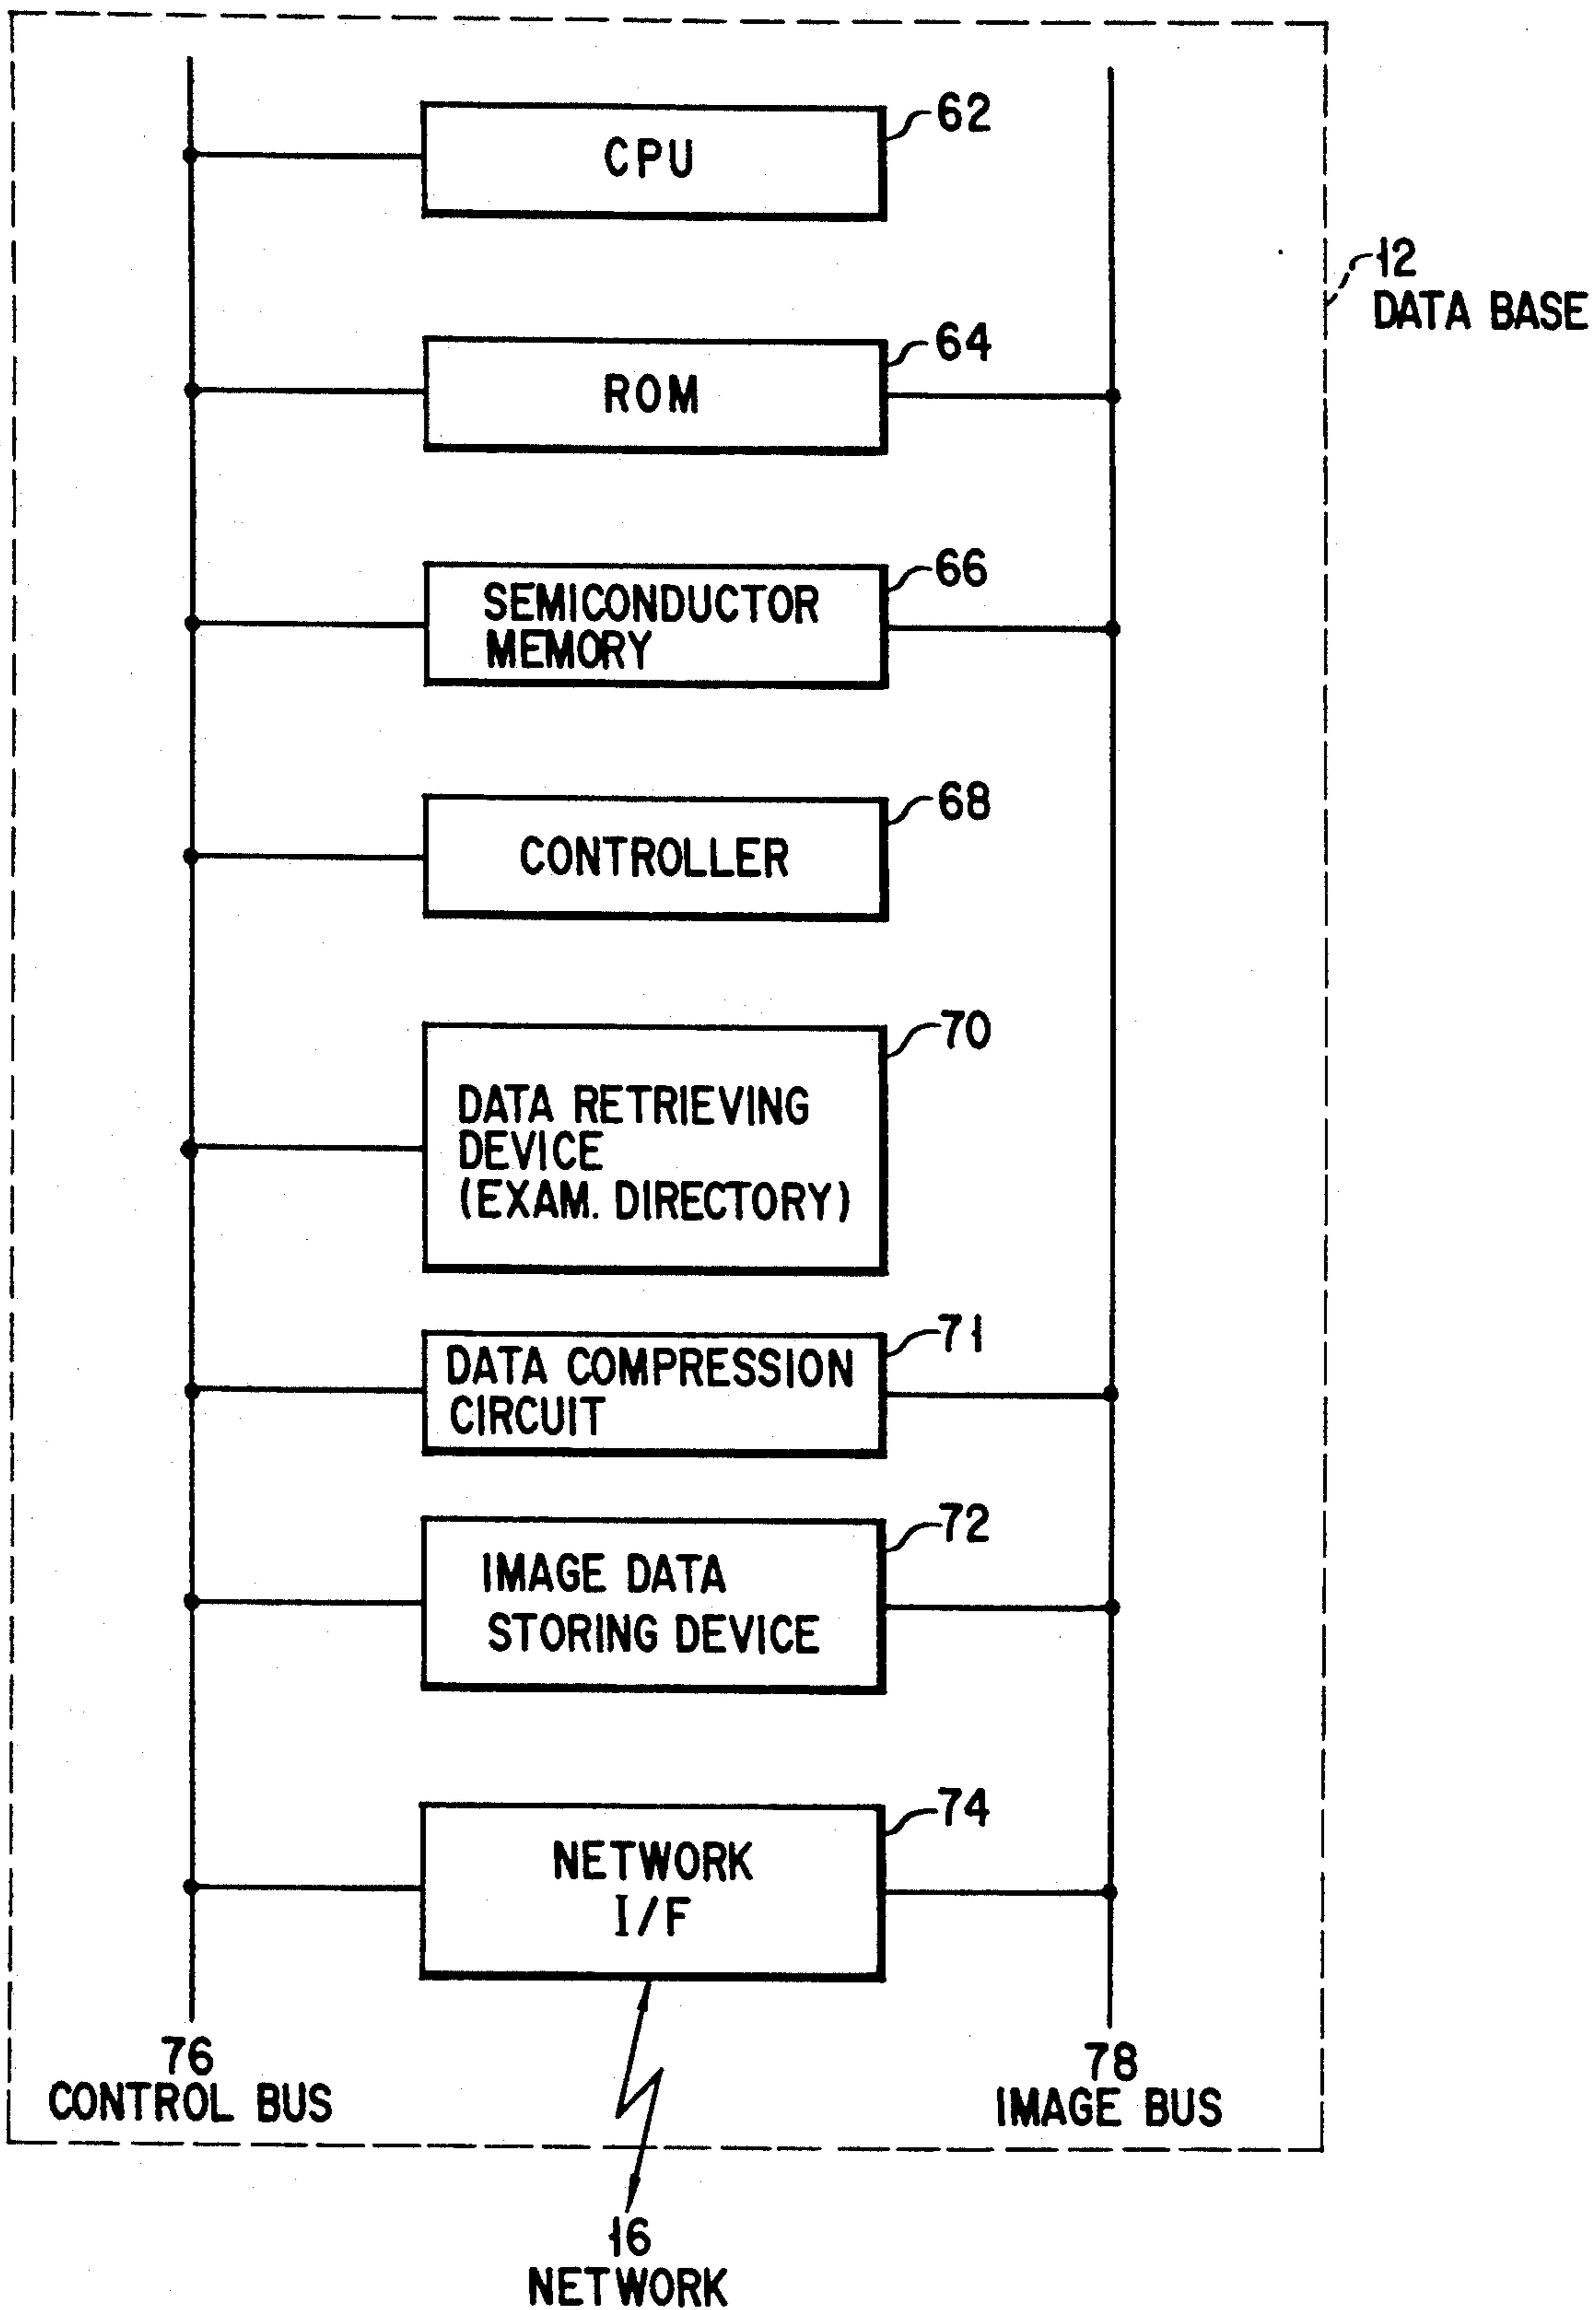 62
CPU
12
DATA BASE
64
ROM
66
SEMICONDUCTOR
MEMORY
68
CONTROLLER
70
DATA RETRIEVING
DEVICE
(EXAM. DIRECTORY)
71
DATA COMPRESSION
CIRCUIT
72
IMAGE DATA
STORING DEVICE
74
NETWORK
I/F
76
CONTROL BUS
78
IMAGE BUS
16
NETWORK